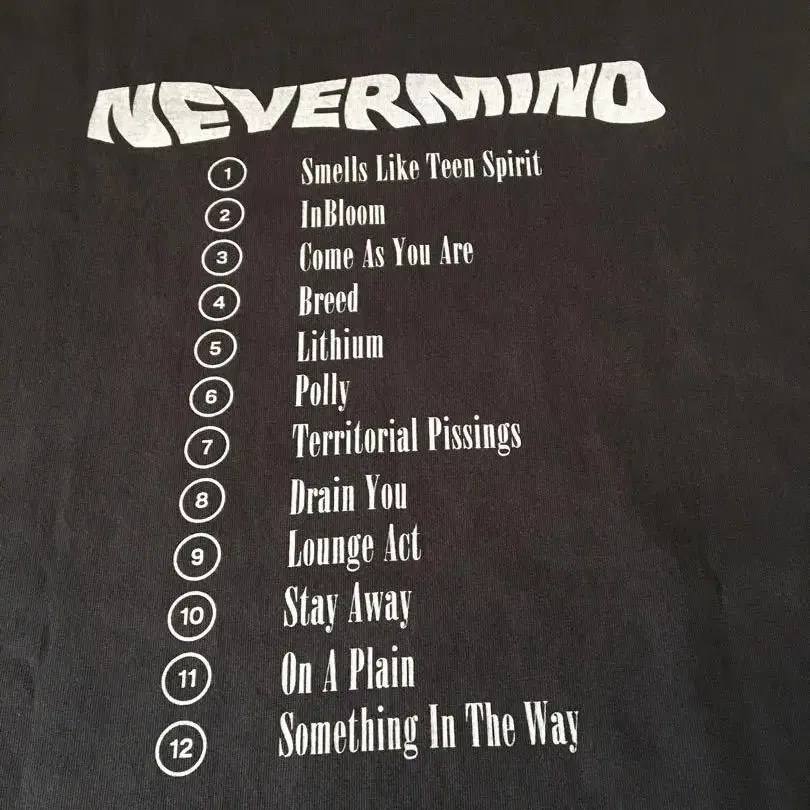 NEVERMIND
1 Smells Like Teen Spirit
2 InBloom
3 Come As You Are
4 Breed
5 Lithium
6 Polly
7 Territorial Pissings
8 Drain You
9 Lounge Act
10 Stay Away
11 On A Plain
12 Something In The Way